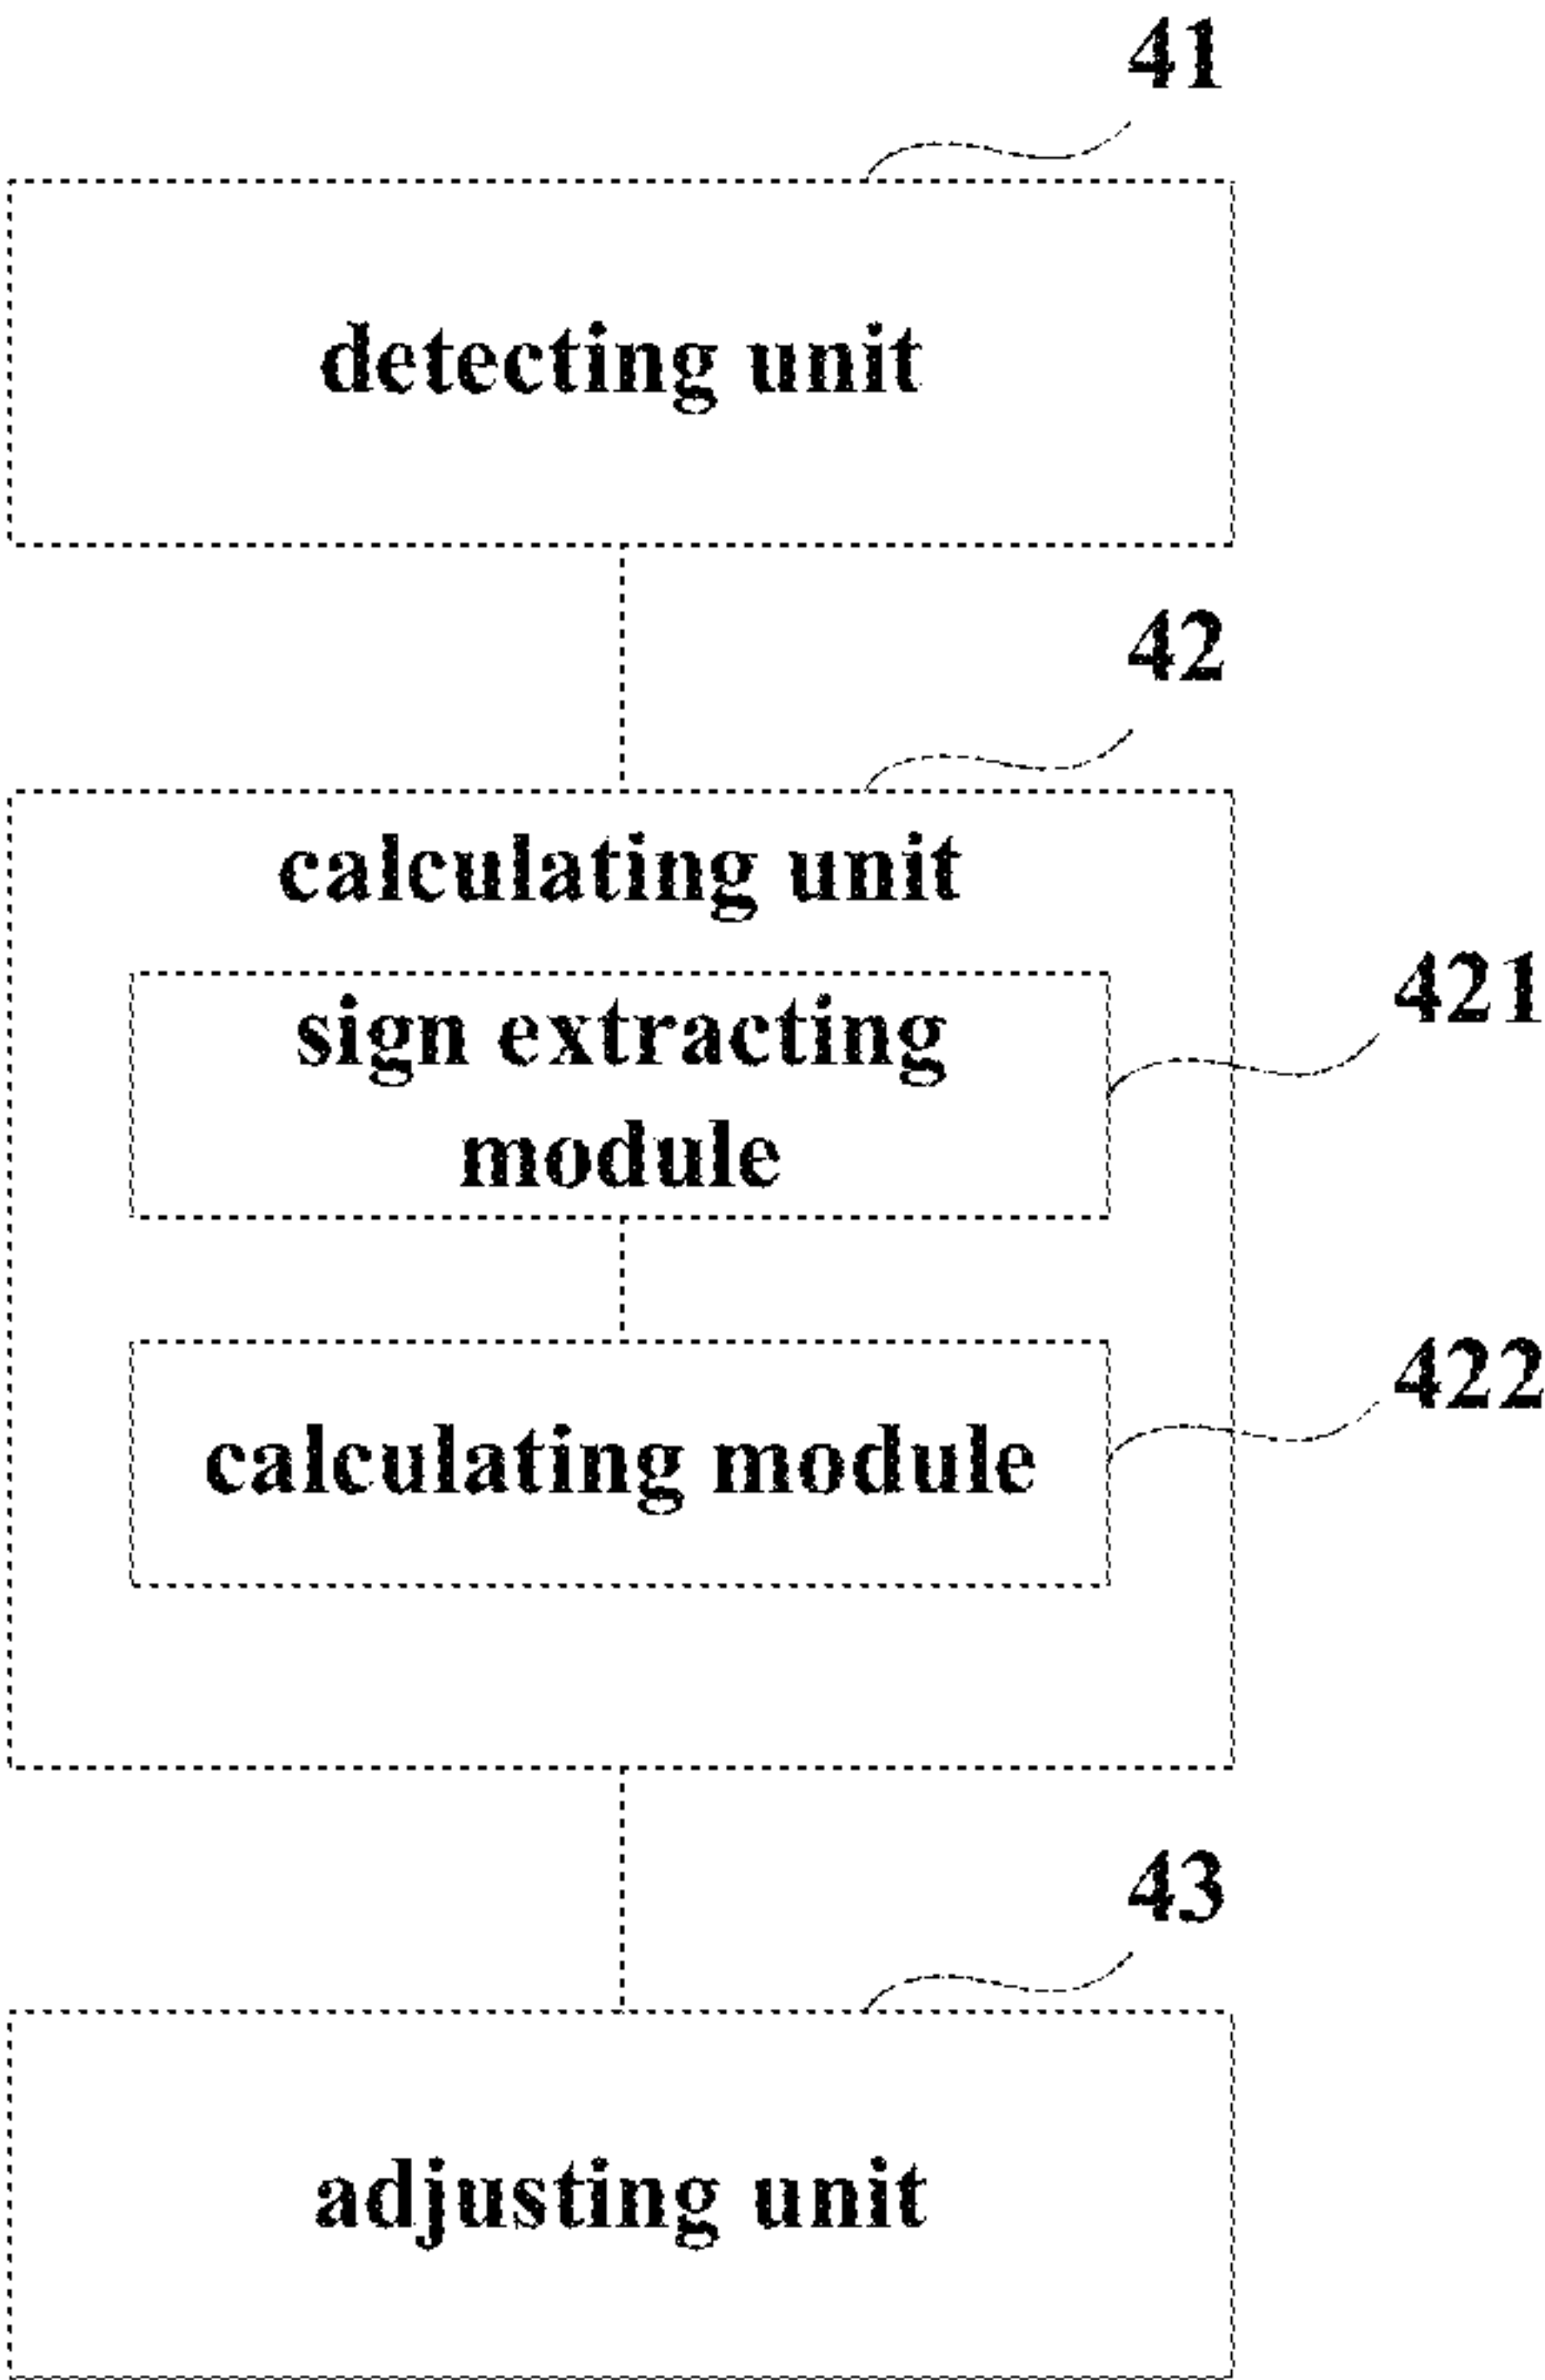 41
detecting unit
42
calculating unit
421
sign extracting
module
422
calculating module
43
adjusting unit